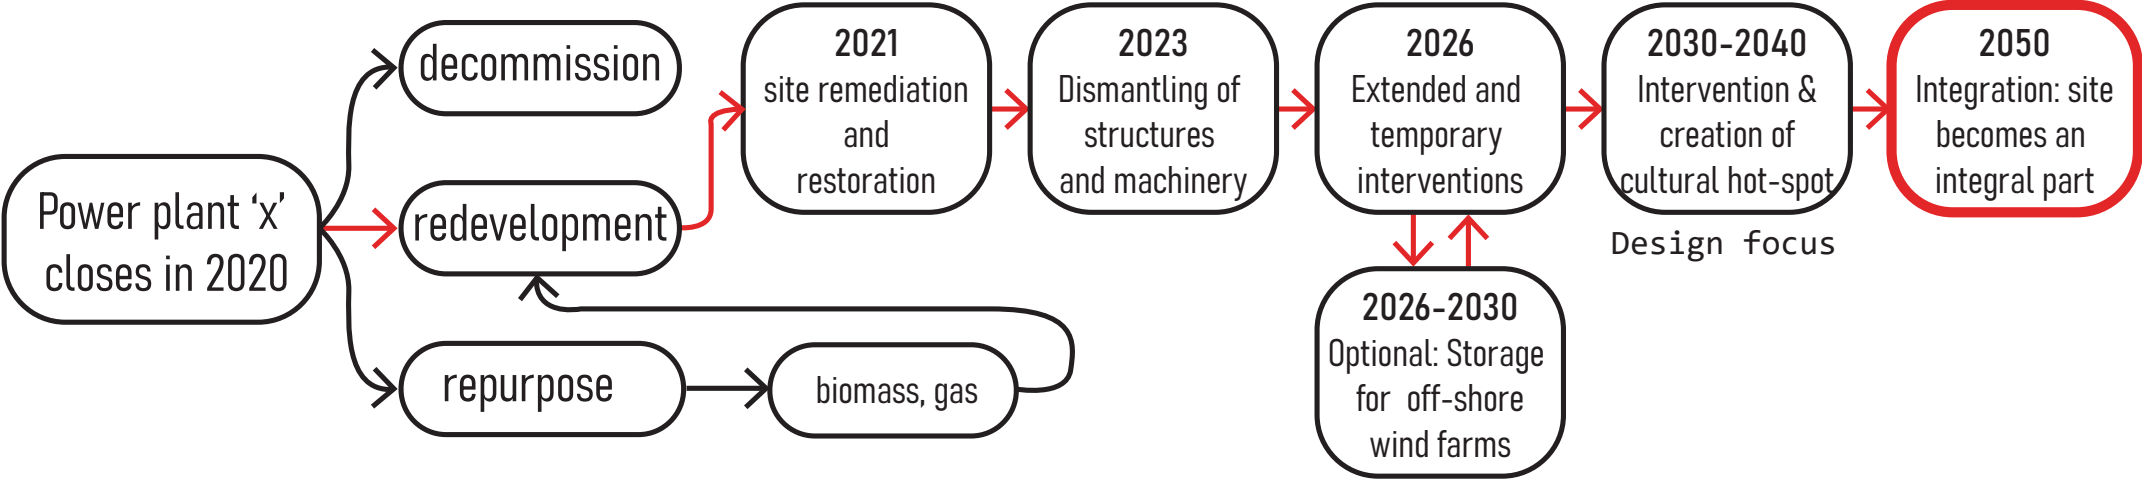 Power plant ‘x’
closes in 2020
decommission
redevelopment
repurpose
biomass, gas
2021
site remediation
and
restoration
2023
Dismantling of
structures
and machinery
2026
Extended and
temporary
interventions
2026-2030
Optional: Storage
for off-shore
wind farms
2030-2040
Intervention &
creation of
cultural hot-spot
Design focus
2050
Integration: site
becomes an
integral part